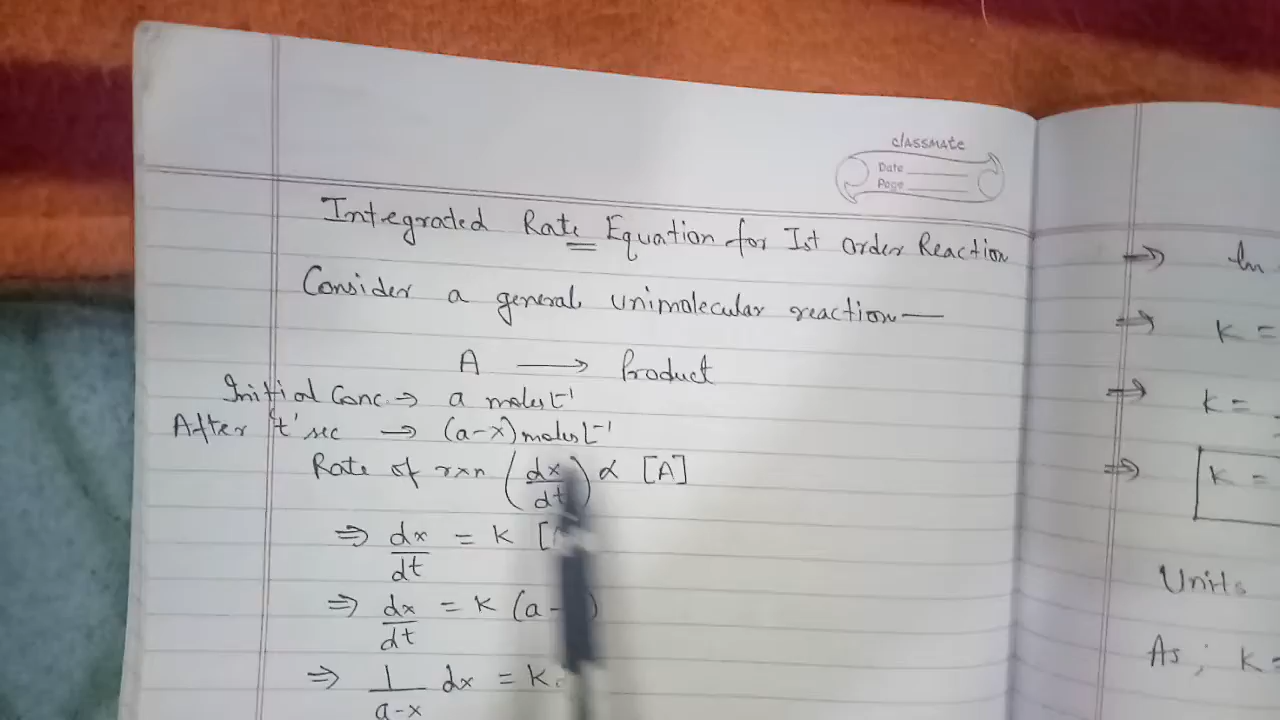 classmate
Date
Page
Integrated Rate Equation for Ist Order Reaction
Consider a general unimolecular reaction—
A → Product
Initial Conc. → a moles L⁻¹
After 't' sec → (a-x) moles L⁻¹
Rate of rxn (dx/dt) ∝ [A]
⇒ dx/dt = K [
⇒ dx/dt = K (a-
⇒ 1/a-x dx = K.
⇒ ln
⇒ K =
⇒ K =
⇒ K =
Units
As ; K =